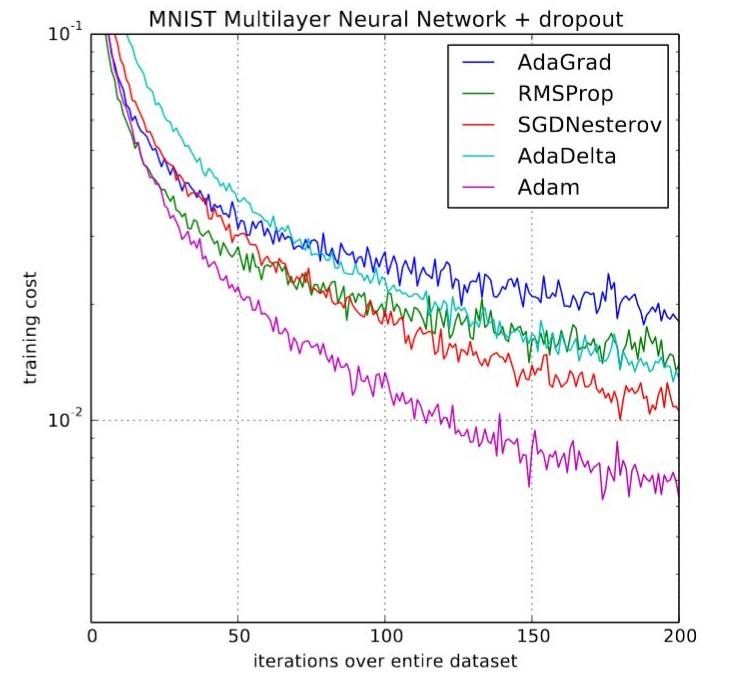 MNIST Multilayer Neural Network + dropout
10^-1
AdaGrad
RMSProp
SGDNesterov
AdaDelta
Adam
training cost
10^-2
0 50 100 150 200
iterations over entire dataset